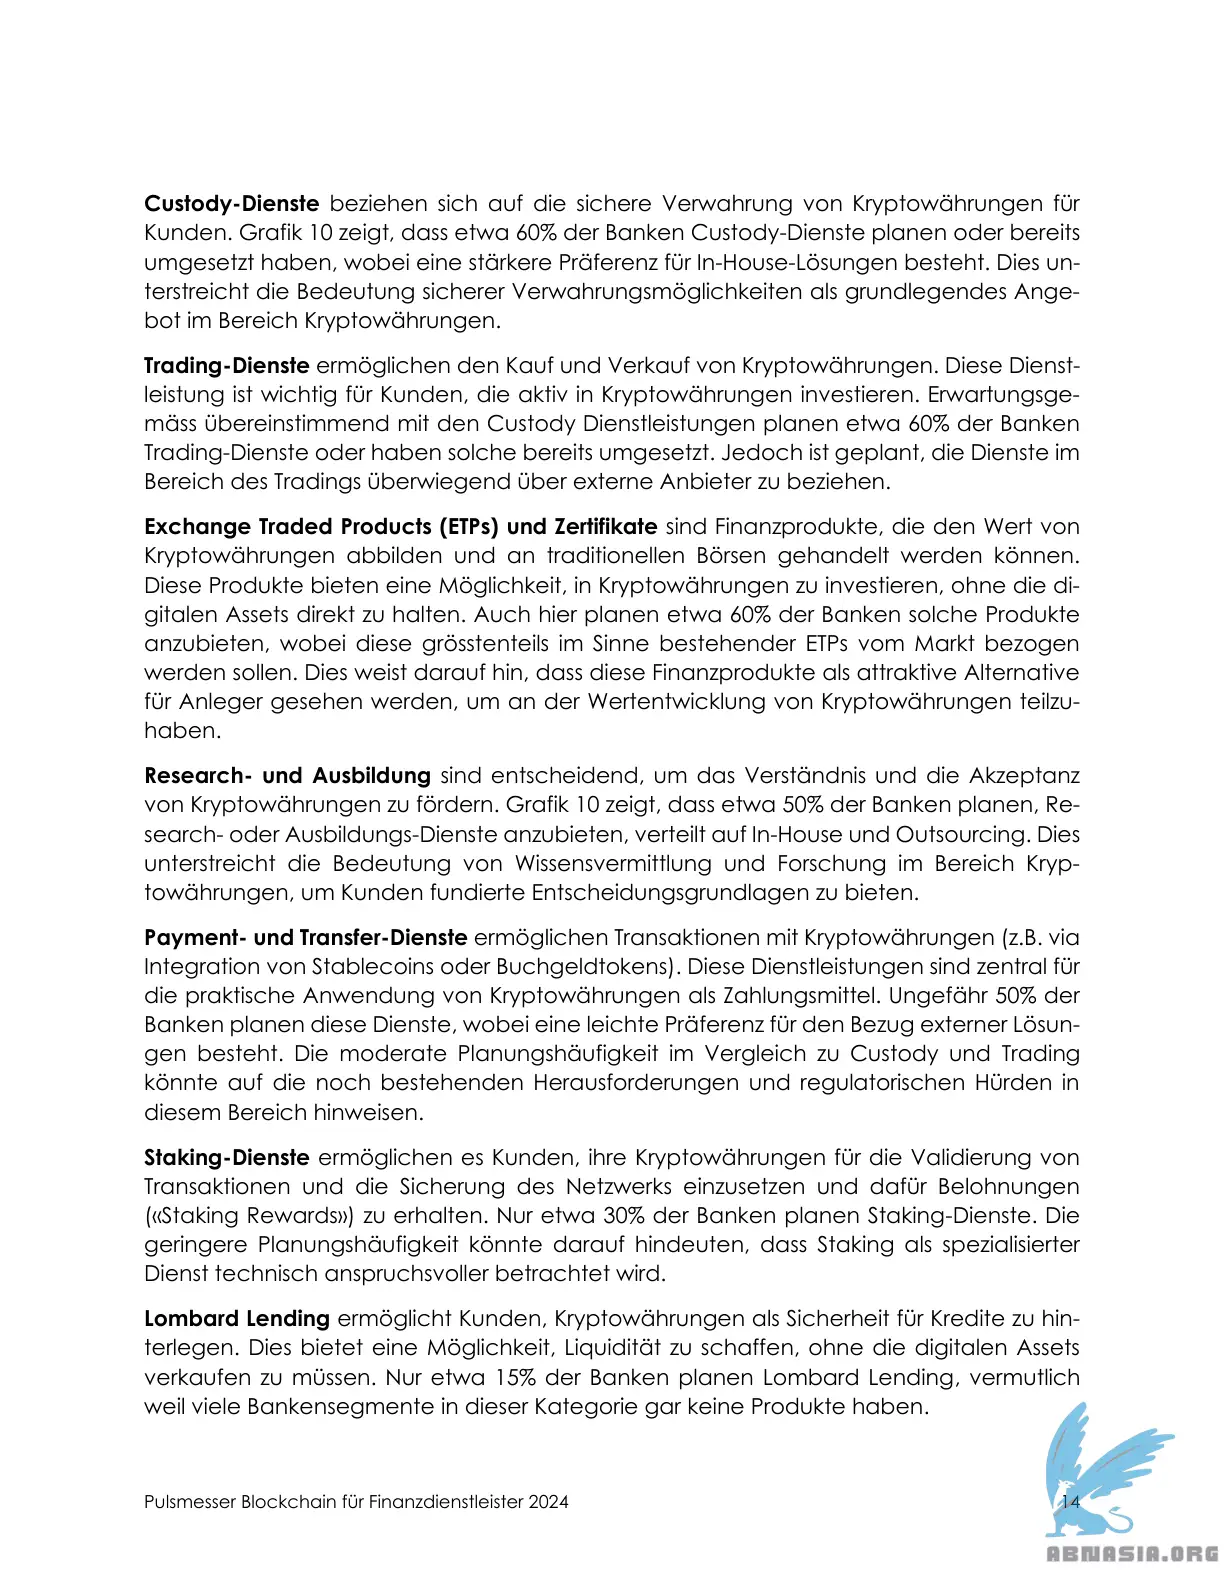 Custody-Dienste beziehen sich auf die sichere Verwahrung von Kryptowährungen für
Kunden. Grafik 10 zeigt, dass etwa 60% der Banken Custody-Dienste planen oder bereits
umgesetzt haben, wobei eine stärkere Präferenz für In-House-Lösungen besteht. Dies un-
terstreicht die Bedeutung sicherer Verwahrungsmöglichkeiten als grundlegendes Ange-
bot im Bereich Kryptowährungen.
Trading-Dienste ermöglichen den Kauf und Verkauf von Kryptowährungen. Diese Dienst-
leistung ist wichtig für Kunden, die aktiv in Kryptowährungen investieren. Erwartungsge-
mäss übereinstimmend mit den Custody Dienstleistungen planen etwa 60% der Banken
Trading-Dienste oder haben solche bereits umgesetzt. Jedoch ist geplant, die Dienste im
Bereich des Tradings überwiegend über externe Anbieter zu beziehen.
Exchange Traded Products (ETPs) und Zertifikate sind Finanzprodukte, die den Wert von
Kryptowährungen abbilden und an traditionellen Börsen gehandelt werden können.
Diese Produkte bieten eine Möglichkeit, in Kryptowährungen zu investieren, ohne die di-
gitalen Assets direkt zu halten. Auch hier planen etwa 60% der Banken solche Produkte
anzubieten, wobei diese grösstenteils im Sinne bestehender ETPs vom Markt bezogen
werden sollen. Dies weist darauf hin, dass diese Finanzprodukte als attraktive Alternative
für Anleger gesehen werden, um an der Wertentwicklung von Kryptowährungen teilzu-
haben.
Research- und Ausbildung sind entscheidend, um das Verständnis und die Akzeptanz
von Kryptowährungen zu fördern. Grafik 10 zeigt, dass etwa 50% der Banken planen, Re-
search- oder Ausbildungs-Dienste anzubieten, verteilt auf In-House und Outsourcing. Dies
unterstreicht die Bedeutung von Wissensvermittlung und Forschung im Bereich Kryp-
towährungen, um Kunden fundierte Entscheidungsgrundlagen zu bieten.
Payment- und Transfer-Dienste ermöglichen Transaktionen mit Kryptowährungen (z.B. via
Integration von Stablecoins oder Buchgeldtokens). Diese Dienstleistungen sind zentral für
die praktische Anwendung von Kryptowährungen als Zahlungsmittel. Ungefähr 50% der
Banken planen diese Dienste, wobei eine leichte Präferenz für den Bezug externer Lösun-
gen besteht. Die moderate Planungshäufigkeit im Vergleich zu Custody und Trading
könnte auf die noch bestehenden Herausforderungen und regulatorischen Hürden in
diesem Bereich hinweisen.
Staking-Dienste ermöglichen es Kunden, ihre Kryptowährungen für die Validierung von
Transaktionen und die Sicherung des Netzwerks einzusetzen und dafür Belohnungen
(«Staking Rewards») zu erhalten. Nur etwa 30% der Banken planen Staking-Dienste. Die
geringere Planungshäufigkeit könnte darauf hindeuten, dass Staking als spezialisierter
Dienst technisch anspruchsvoller betrachtet wird.
Lombard Lending ermöglicht Kunden, Kryptowährungen als Sicherheit für Kredite zu hin-
terlegen. Dies bietet eine Möglichkeit, Liquidität zu schaffen, ohne die digitalen Assets
verkaufen zu müssen. Nur etwa 15% der Banken planen Lombard Lending, vermutlich
weil viele Bankensegmente in dieser Kategorie gar keine Produkte haben.
Pulsmesser Blockchain für Finanzdienstleister 2024
14
ABNASIA.ORG